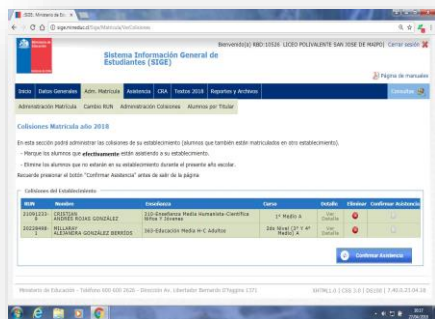 SIGE: Ministerio de Ed
sige.mineduc.cl/Sige/Matricula/VerColisiones
Bienvenido(a) RBD:10526 LICEO POLIVALENTE SAN JOSE DE MAIPO) Cerrar sesión
Sistema Información General de
Estudiantes (SIGE)
Página de manuales
Inicio Datos Generales Adm. Matrícula Asistencia CRA Textos 2018 Reportes y Archivos Consultas
Administración Matrícula Cambio RUN Administración Colisiones Alumnos por Titular
Colisiones Matrícula año 2018
En esta sección podrá administrar las colisiones de su establecimiento (alumnos que también están matriculados en otro establecimiento).
- Marque los alumnos que efectivamente están asistiendo a su establecimiento.
- Elimine los alumnos que no estarán en su establecimiento durante el presente año escolar.
Recuerde presionar el botón "Confirmar Asistencia" antes de salir de la página
Colisiones del Establecimiento
RUN Nombre Enseñanza Curso Detalle Eliminar Confirmar Asistencia
CRISTIAN
ANDRÉS ROJAS GONZÁLEZ
310-Enseñanza Media Humanista-Científica
Niños y Jóvenes
1° Medio A
Ver
Detalle
MILLARAY
ALEJANDRA GONZÁLEZ BERRIOS
363-Educación Media H-C Adultos
2do Nivel (3° Y 4°
Medio) A
Ver
Detalle
Confirmar Asistencia
Ministerio de Educación - Teléfono 600 600 2626 - Dirección Av. Libertador Bernardo O'Higgins 1371